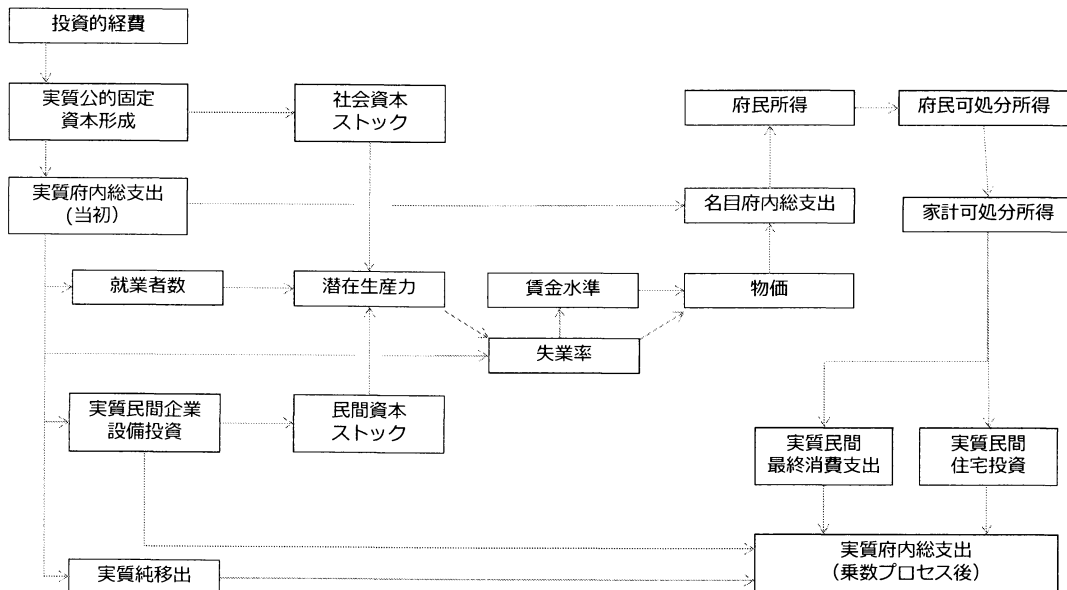 投資的経費
実質公的固定
資本形成
社会資本
ストック
府民所得
府民可処分所得
実質府内総支出
(当初）
名目府内総支出
家計可処分所得
就業者数
潜在生産力
賃金水準
物価
失業率
実質民間企業
設備投資
民間資本
ストック
実質民間
最終消費支出
実質民間
住宅投資
実質府内総支出
（乗数プロセス後）
実質純移出